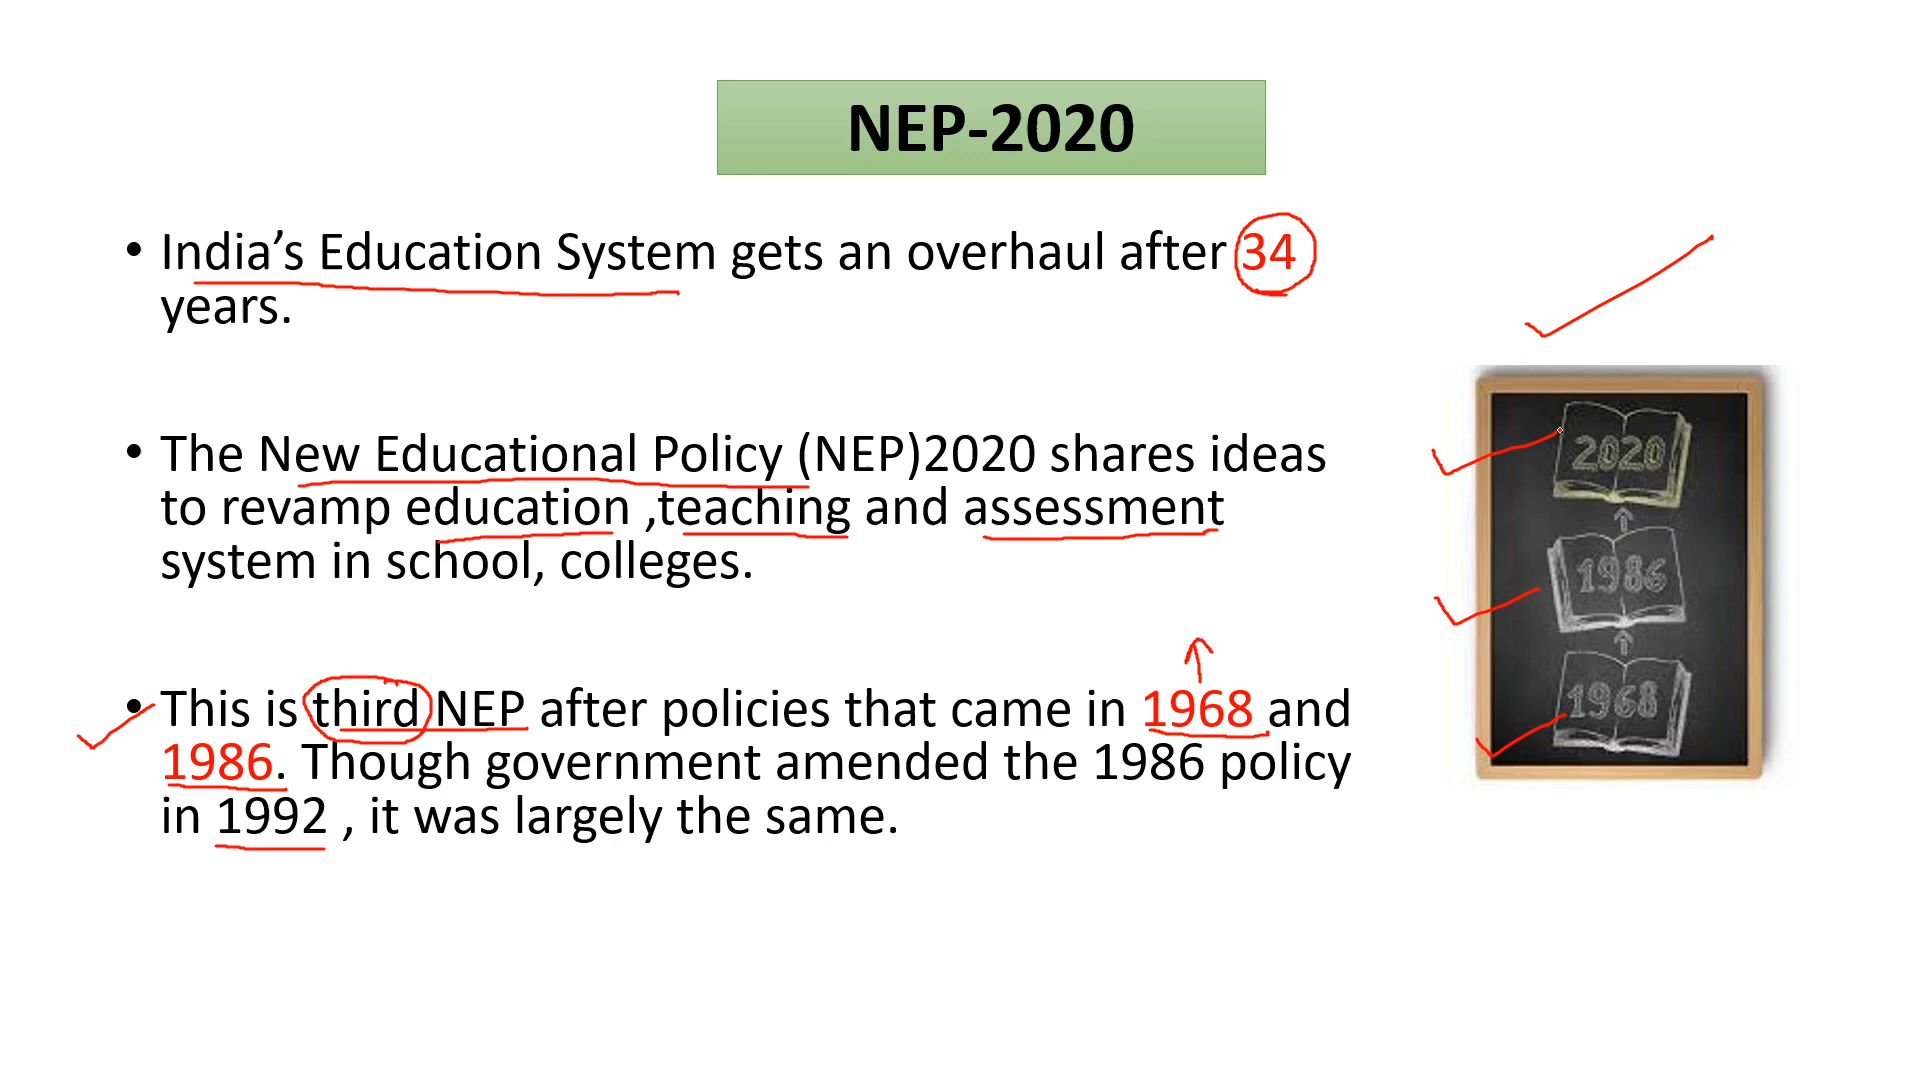 NEP-2020
• India’s Education System gets an overhaul after 34
years.
• The New Educational Policy (NEP)2020 shares ideas
to revamp education ,teaching and assessment
system in school, colleges.
• This is third NEP after policies that came in 1968 and
1986. Though government amended the 1986 policy
in 1992 , it was largely the same.
2020
1986
1968